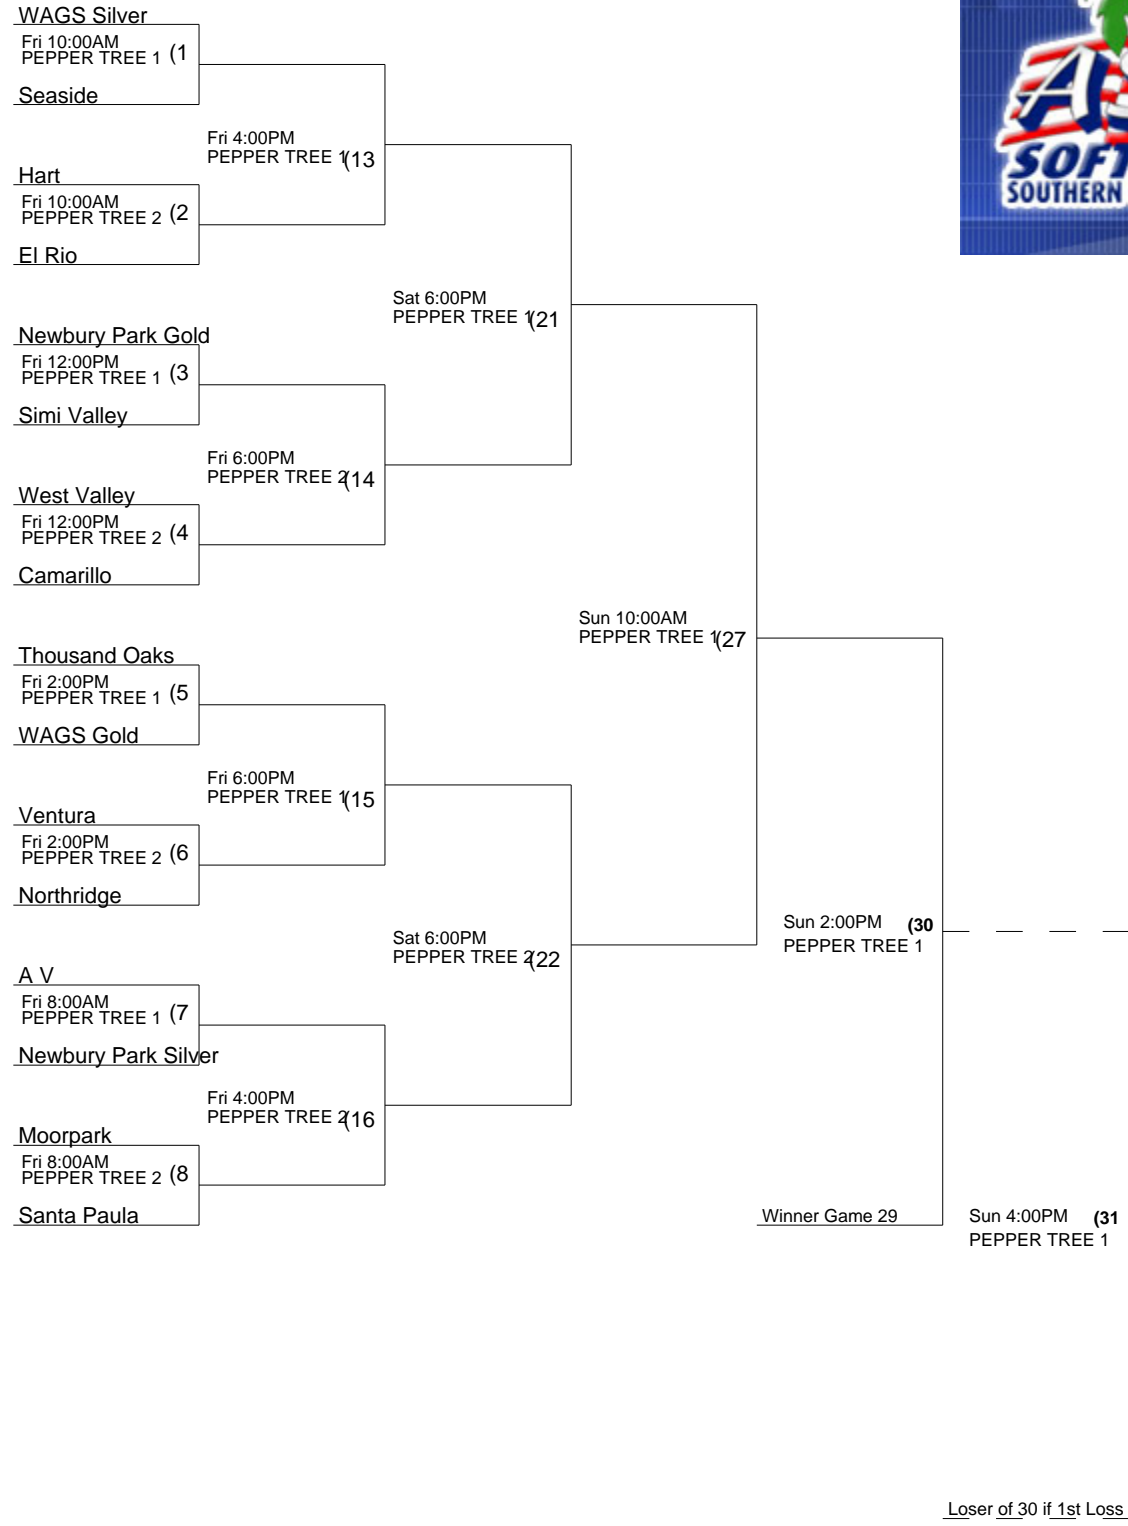 WAGS Silver
Fri 10:00AM
PEPPER TREE 1 (1
Seaside
Fri 4:00PM
PEPPER TREE 1(13
Hart
Fri 10:00AM
PEPPER TREE 2 (2
El Rio
Sat 6:00PM
PEPPER TREE 1(21
Newbury Park Gold
Fri 12:00PM
PEPPER TREE 1 (3
Simi Valley
Fri 6:00PM
PEPPER TREE 2(14
West Valley
Fri 12:00PM
PEPPER TREE 2 (4
Camarillo
Sun 10:00AM
PEPPER TREE 1(27
Thousand Oaks
Fri 2:00PM
PEPPER TREE 1 (5
WAGS Gold
Fri 6:00PM
PEPPER TREE 1(15
Ventura
Fri 2:00PM
PEPPER TREE 2 (6
Northridge
Sun 2:00PM (30
PEPPER TREE 1
Sat 6:00PM
PEPPER TREE 2(22
A V
Fri 8:00AM
PEPPER TREE 1 (7
Newbury Park Silver
Fri 4:00PM
PEPPER TREE 2(16
Moorpark
Fri 8:00AM
PEPPER TREE 2 (8
Santa Paula
Winner Game 29
Sun 4:00PM (31
PEPPER TREE 1
Loser of 30 if 1st Loss
SOUTHERN